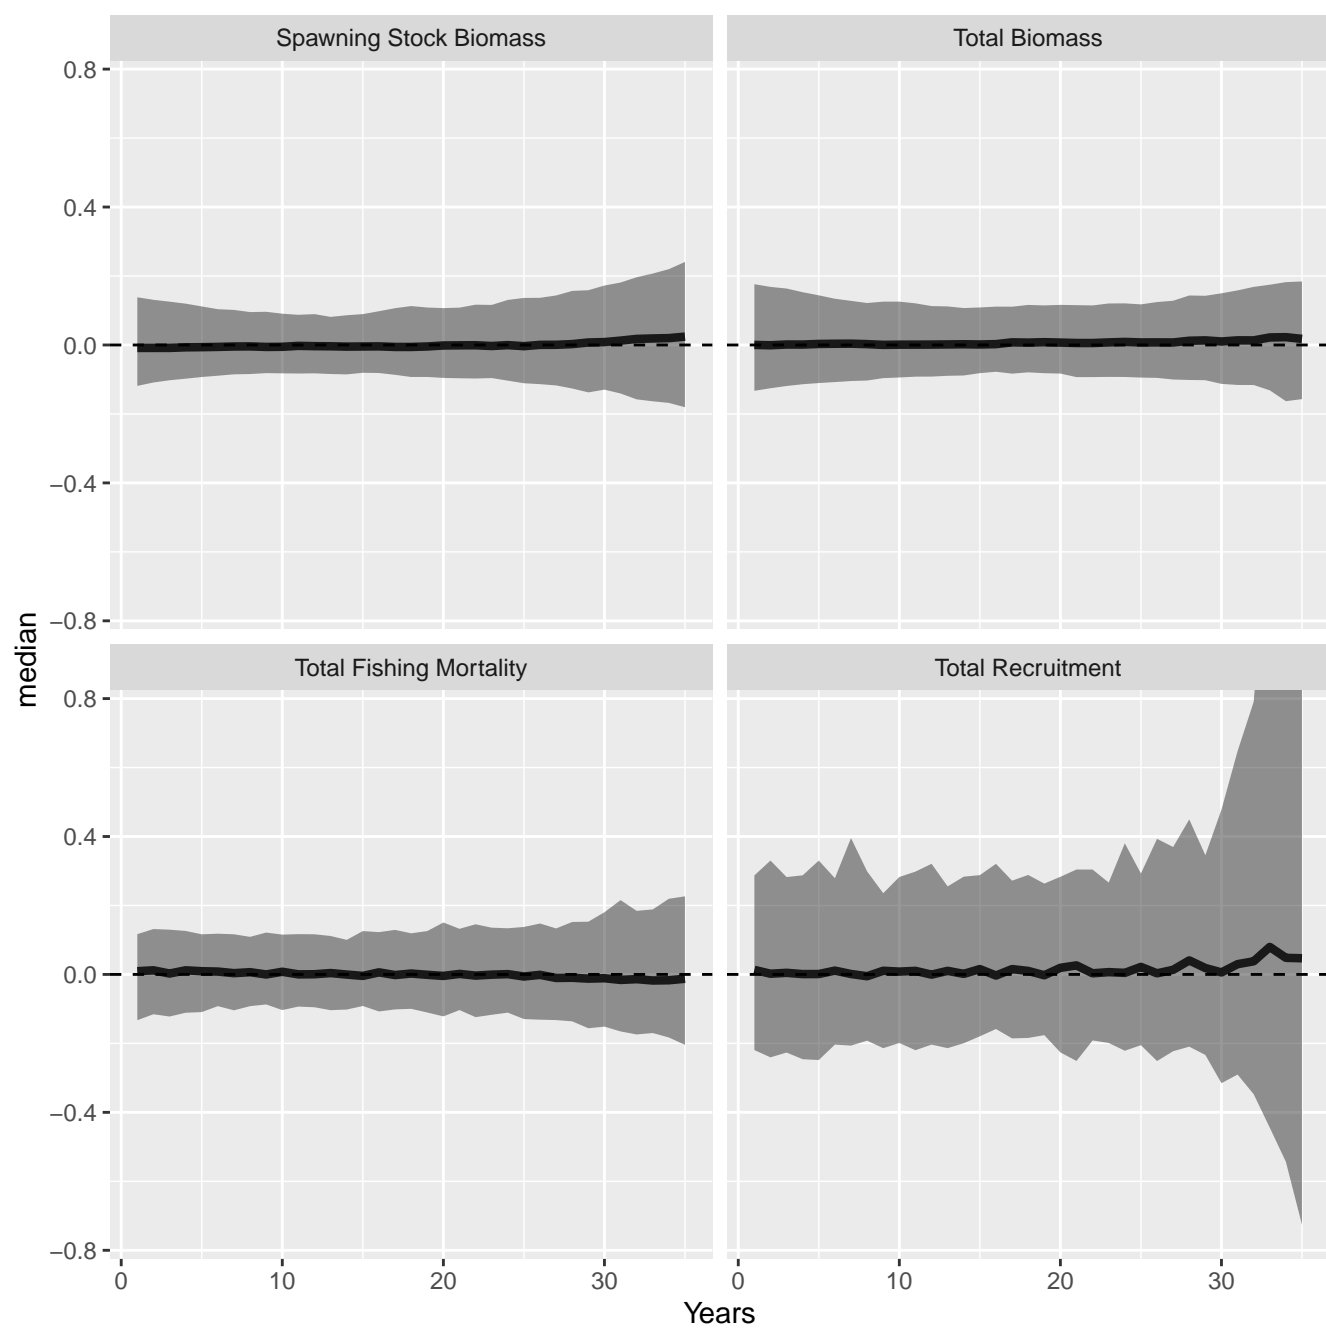 Spawning Stock Biomass
Total Biomass
0.8
0.4
0.0
−0.4
−0.8
median
Total Fishing Mortality
Total Recruitment
0.8
0.4
0.0
−0.4
−0.8
0 10 20 30
0 10 20 30
Years